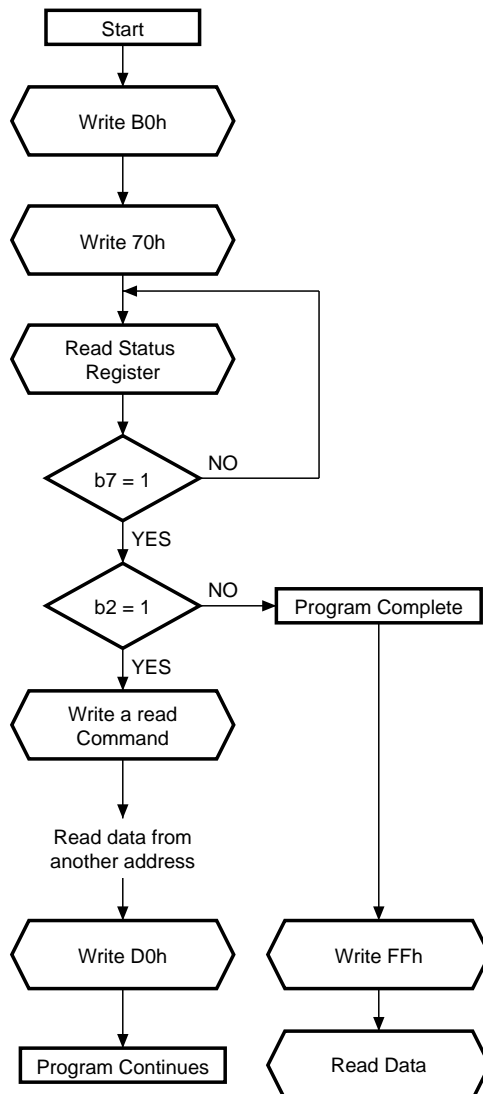 Start
Write B0h
Write 70h
Read Status
Register
NO
b7 = 1
YES
NO
b2 = 1
Program Complete
YES
Write a read
Command
Read data from
another address
Write D0h
Write FFh
Program Continues
Read Data